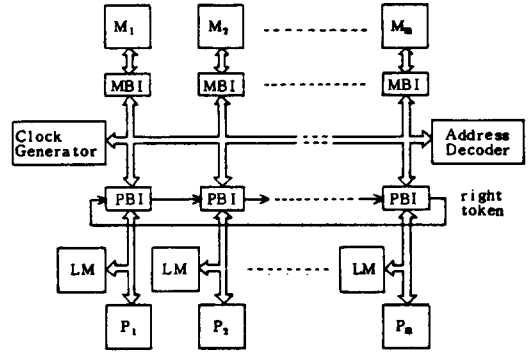 M₁ M₂ Mₘ
MBI MBI MBI
Clock Generator
Address Decoder
PBI PBI PBI
right token
LM LM LM
P₁ P₂ Pₘ